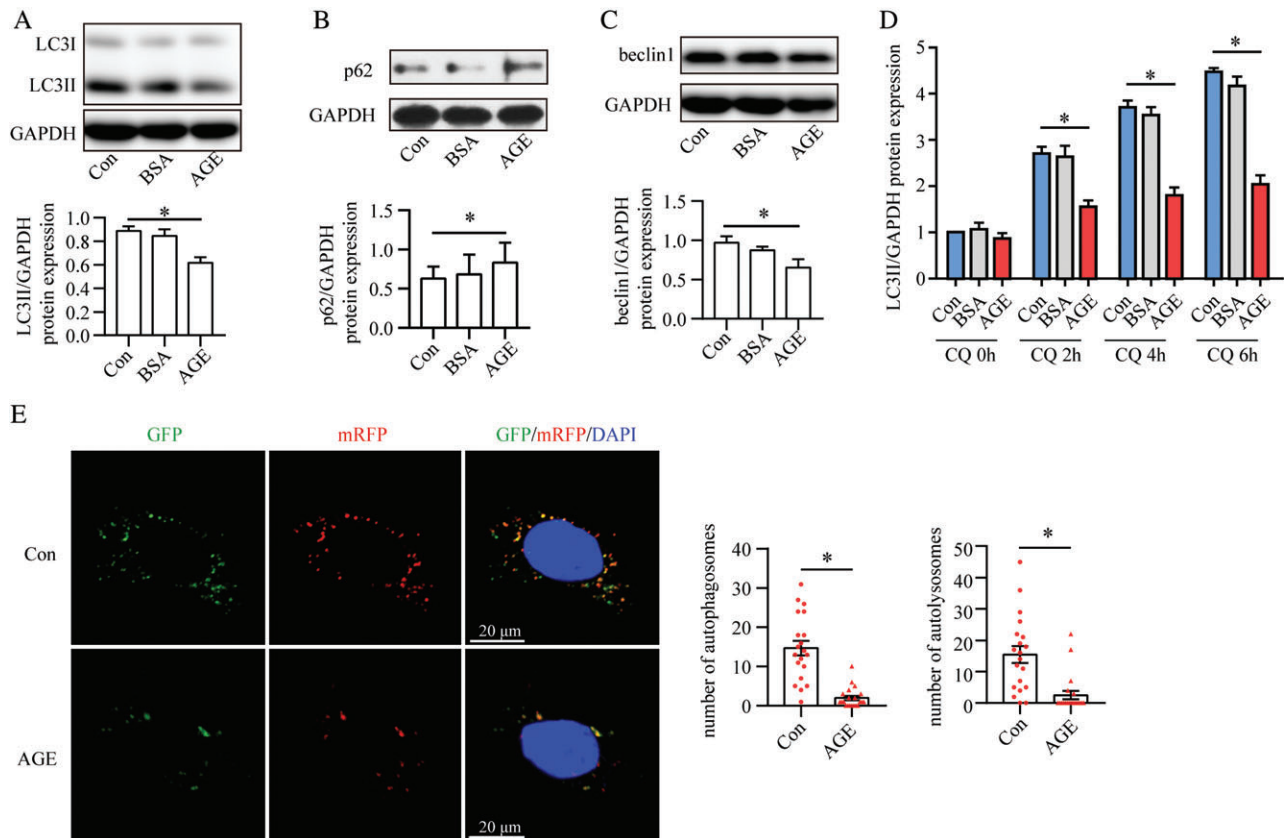 A
LC3I
LC3II
GAPDH
Con BSA AGE
LC3II/GAPDH
protein expression
1.0
0.8
0.6
0.4
0.2
0.0
*
Con BSA AGE
B
p62
GAPDH
Con BSA AGE
p62/GAPDH
protein expression
1.5
1.0
0.5
0.0
*
Con BSA AGE
C
beclin1
GAPDH
Con BSA AGE
beclin1/GAPDH
protein expression
1.5
1.0
0.5
0.0
*
Con BSA AGE
D
LC3II/GAPDH protein expression
5
4
3
2
1
0
* * *
Con BSA AGE Con BSA AGE Con BSA AGE Con BSA AGE
CQ 0h CQ 2h CQ 4h CQ 6h
E
GFP mRFP GFP/mRFP/DAPI
Con
20 μm
AGE
20 μm
number of autophagosomes
40
30
20
10
0
*
Con AGE
number of autolysosomes
50
40
30
20
10
0
*
Con AGE